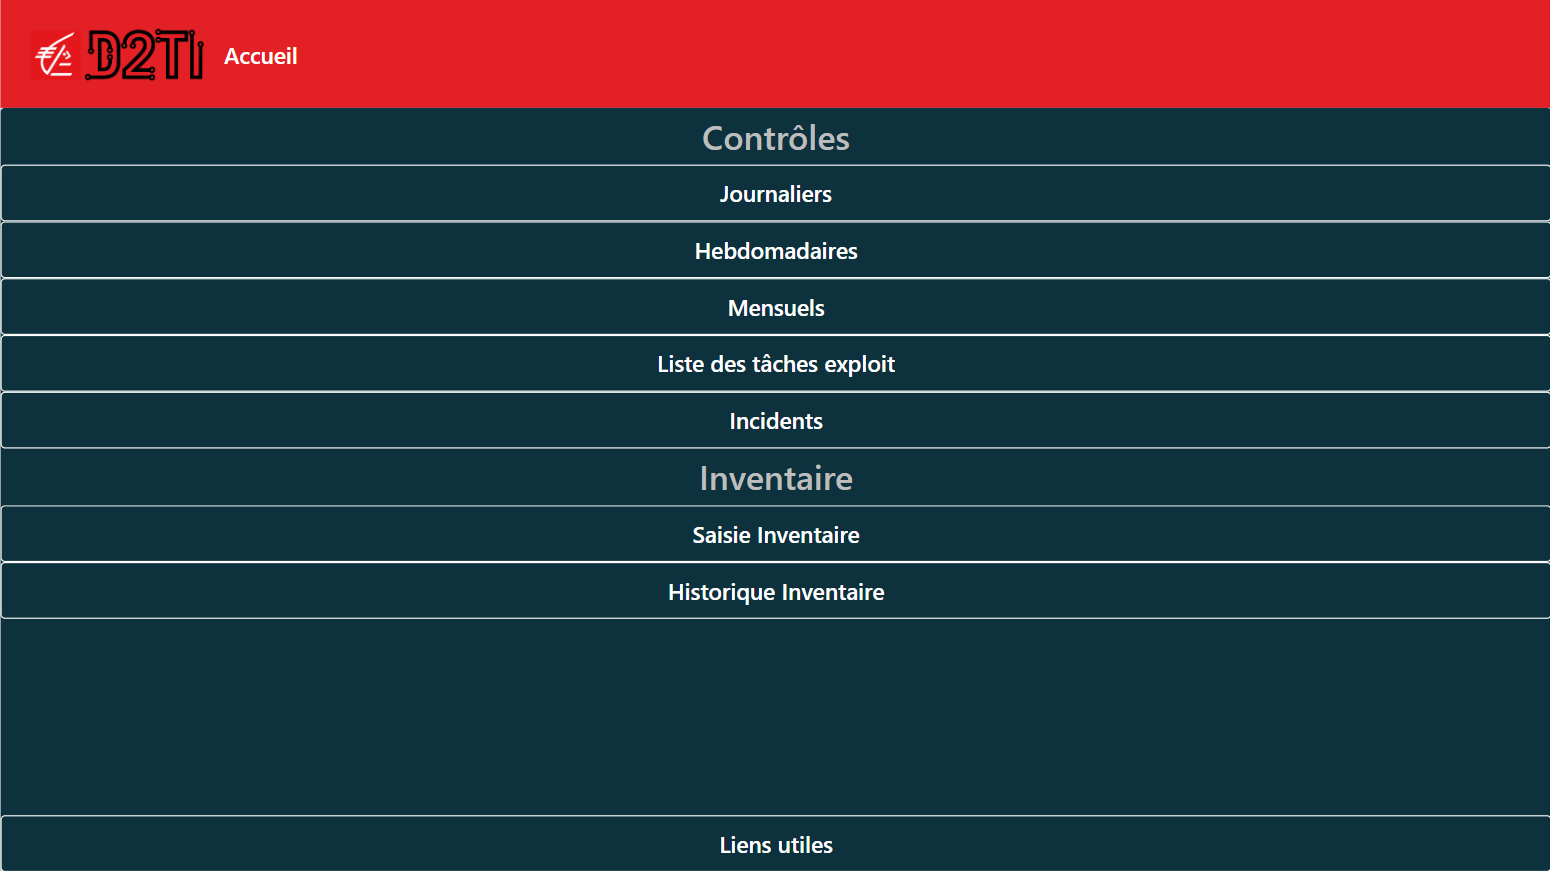 D2TI
Accueil
Contrôles
Journaliers
Hebdomadaires
Mensuels
Liste des tâches exploit
Incidents
Inventaire
Saisie Inventaire
Historique Inventaire
Liens utiles